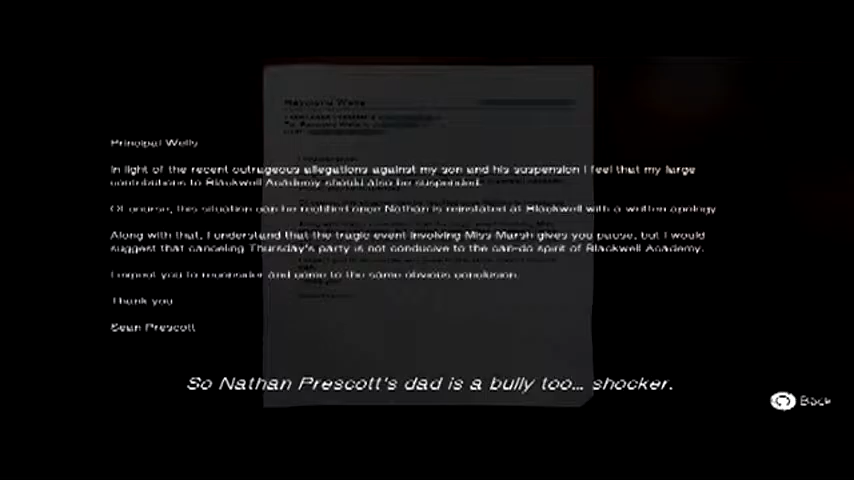 Raymond Wells
Principal Wells
In light of the recent outrageous allegations against my son and his suspension I feel that my large
contributions to Blackwell Academy should also be suspended.
Of course, this situation can be rectified once Nathan is reinstated at Blackwell with a written apology.
Along with that, I understand that the tragic event involving Miss Marsh gives you pause, but I would
suggest that canceling Thursday's party is not conducive to the can-do spirit of Blackwell Academy.
I expect you to reconsider and come to the same obvious conclusion.
Thank you
Sean Prescott
So Nathan Prescott's dad is a bully too... shocker.
Back